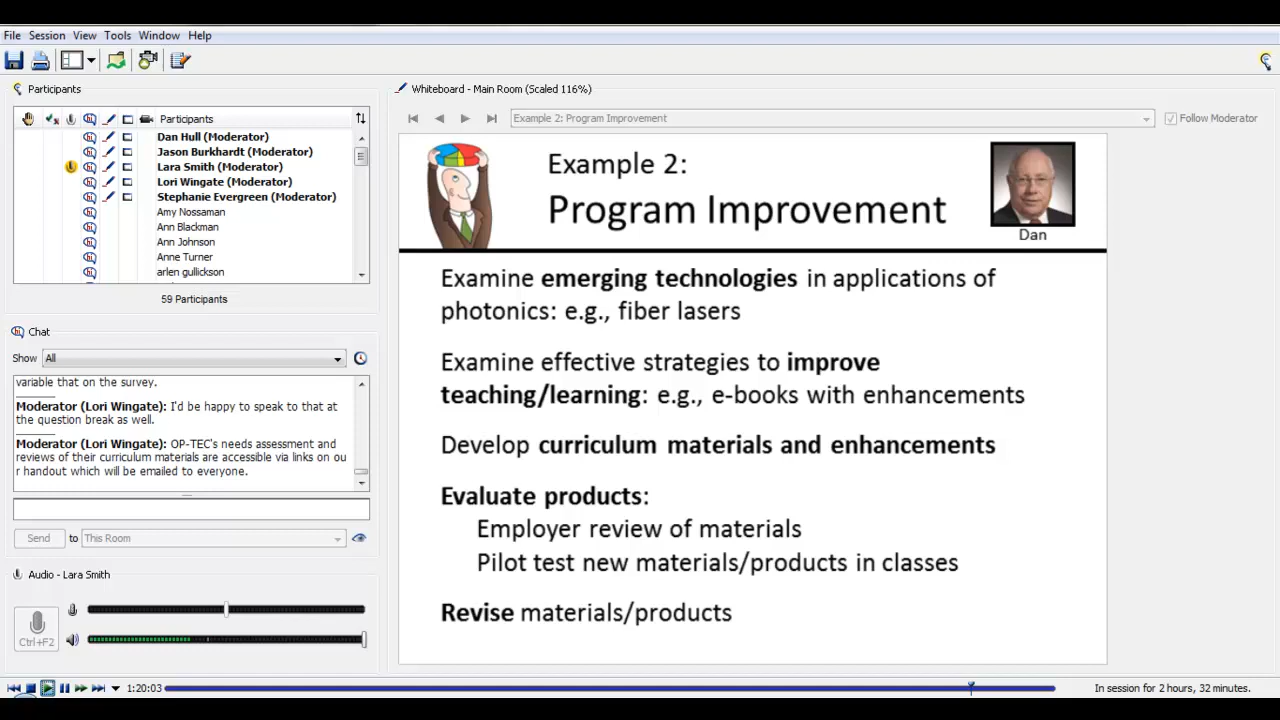 File Session View Tools Window Help
Participants
Participants
Dan Hull (Moderator)
Jason Burkhardt (Moderator)
Lara Smith (Moderator)
Lori Wingate (Moderator)
Stephanie Evergreen (Moderator)
Amy Nossaman
Ann Blackman
Ann Johnson
Anne Turner
arlen gullickson
59 Participants
Chat
Show All
variable that on the survey.
Moderator (Lori Wingate): I'd be happy to speak to that at
the question break as well.
Moderator (Lori Wingate): OP-TEC's needs assessment and
reviews of their curriculum materials are accessible via links on ou
r handout which will be emailed to everyone.
Send to This Room
Audio - Lara Smith
Ctrl+F2
Whiteboard - Main Room (Scaled 116%)
Example 2: Program Improvement
Follow Moderator
Example 2:
Program Improvement
Dan
Examine emerging technologies in applications of
photonics: e.g., fiber lasers
Examine effective strategies to improve
teaching/learning: e.g., e-books with enhancements
Develop curriculum materials and enhancements
Evaluate products:
Employer review of materials
Pilot test new materials/products in classes
Revise materials/products
1:20:03
In session for 2 hours, 32 minutes.